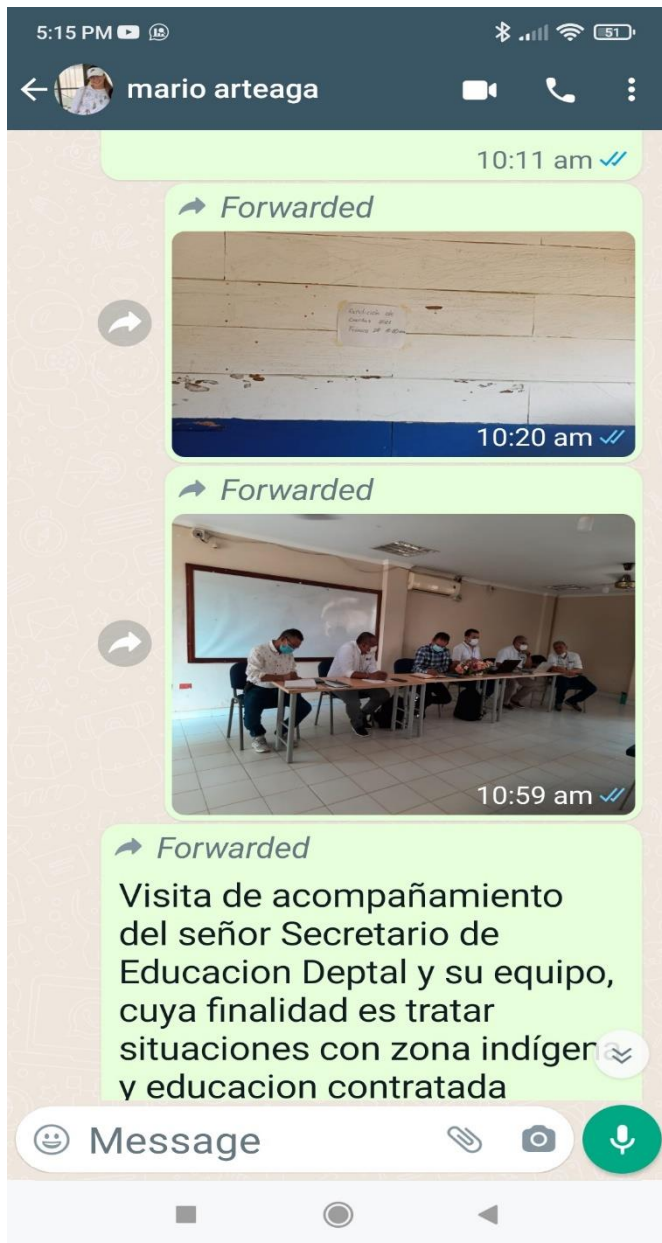 5:15 PM
51
mario arteaga
10:11 am
Forwarded
10:20 am
Forwarded
10:59 am
Forwarded
Visita de acompañamiento
del señor Secretario de
Educacion Deptal y su equipo,
cuya finalidad es tratar
situaciones con zona indígena
y educacion contratada
Message